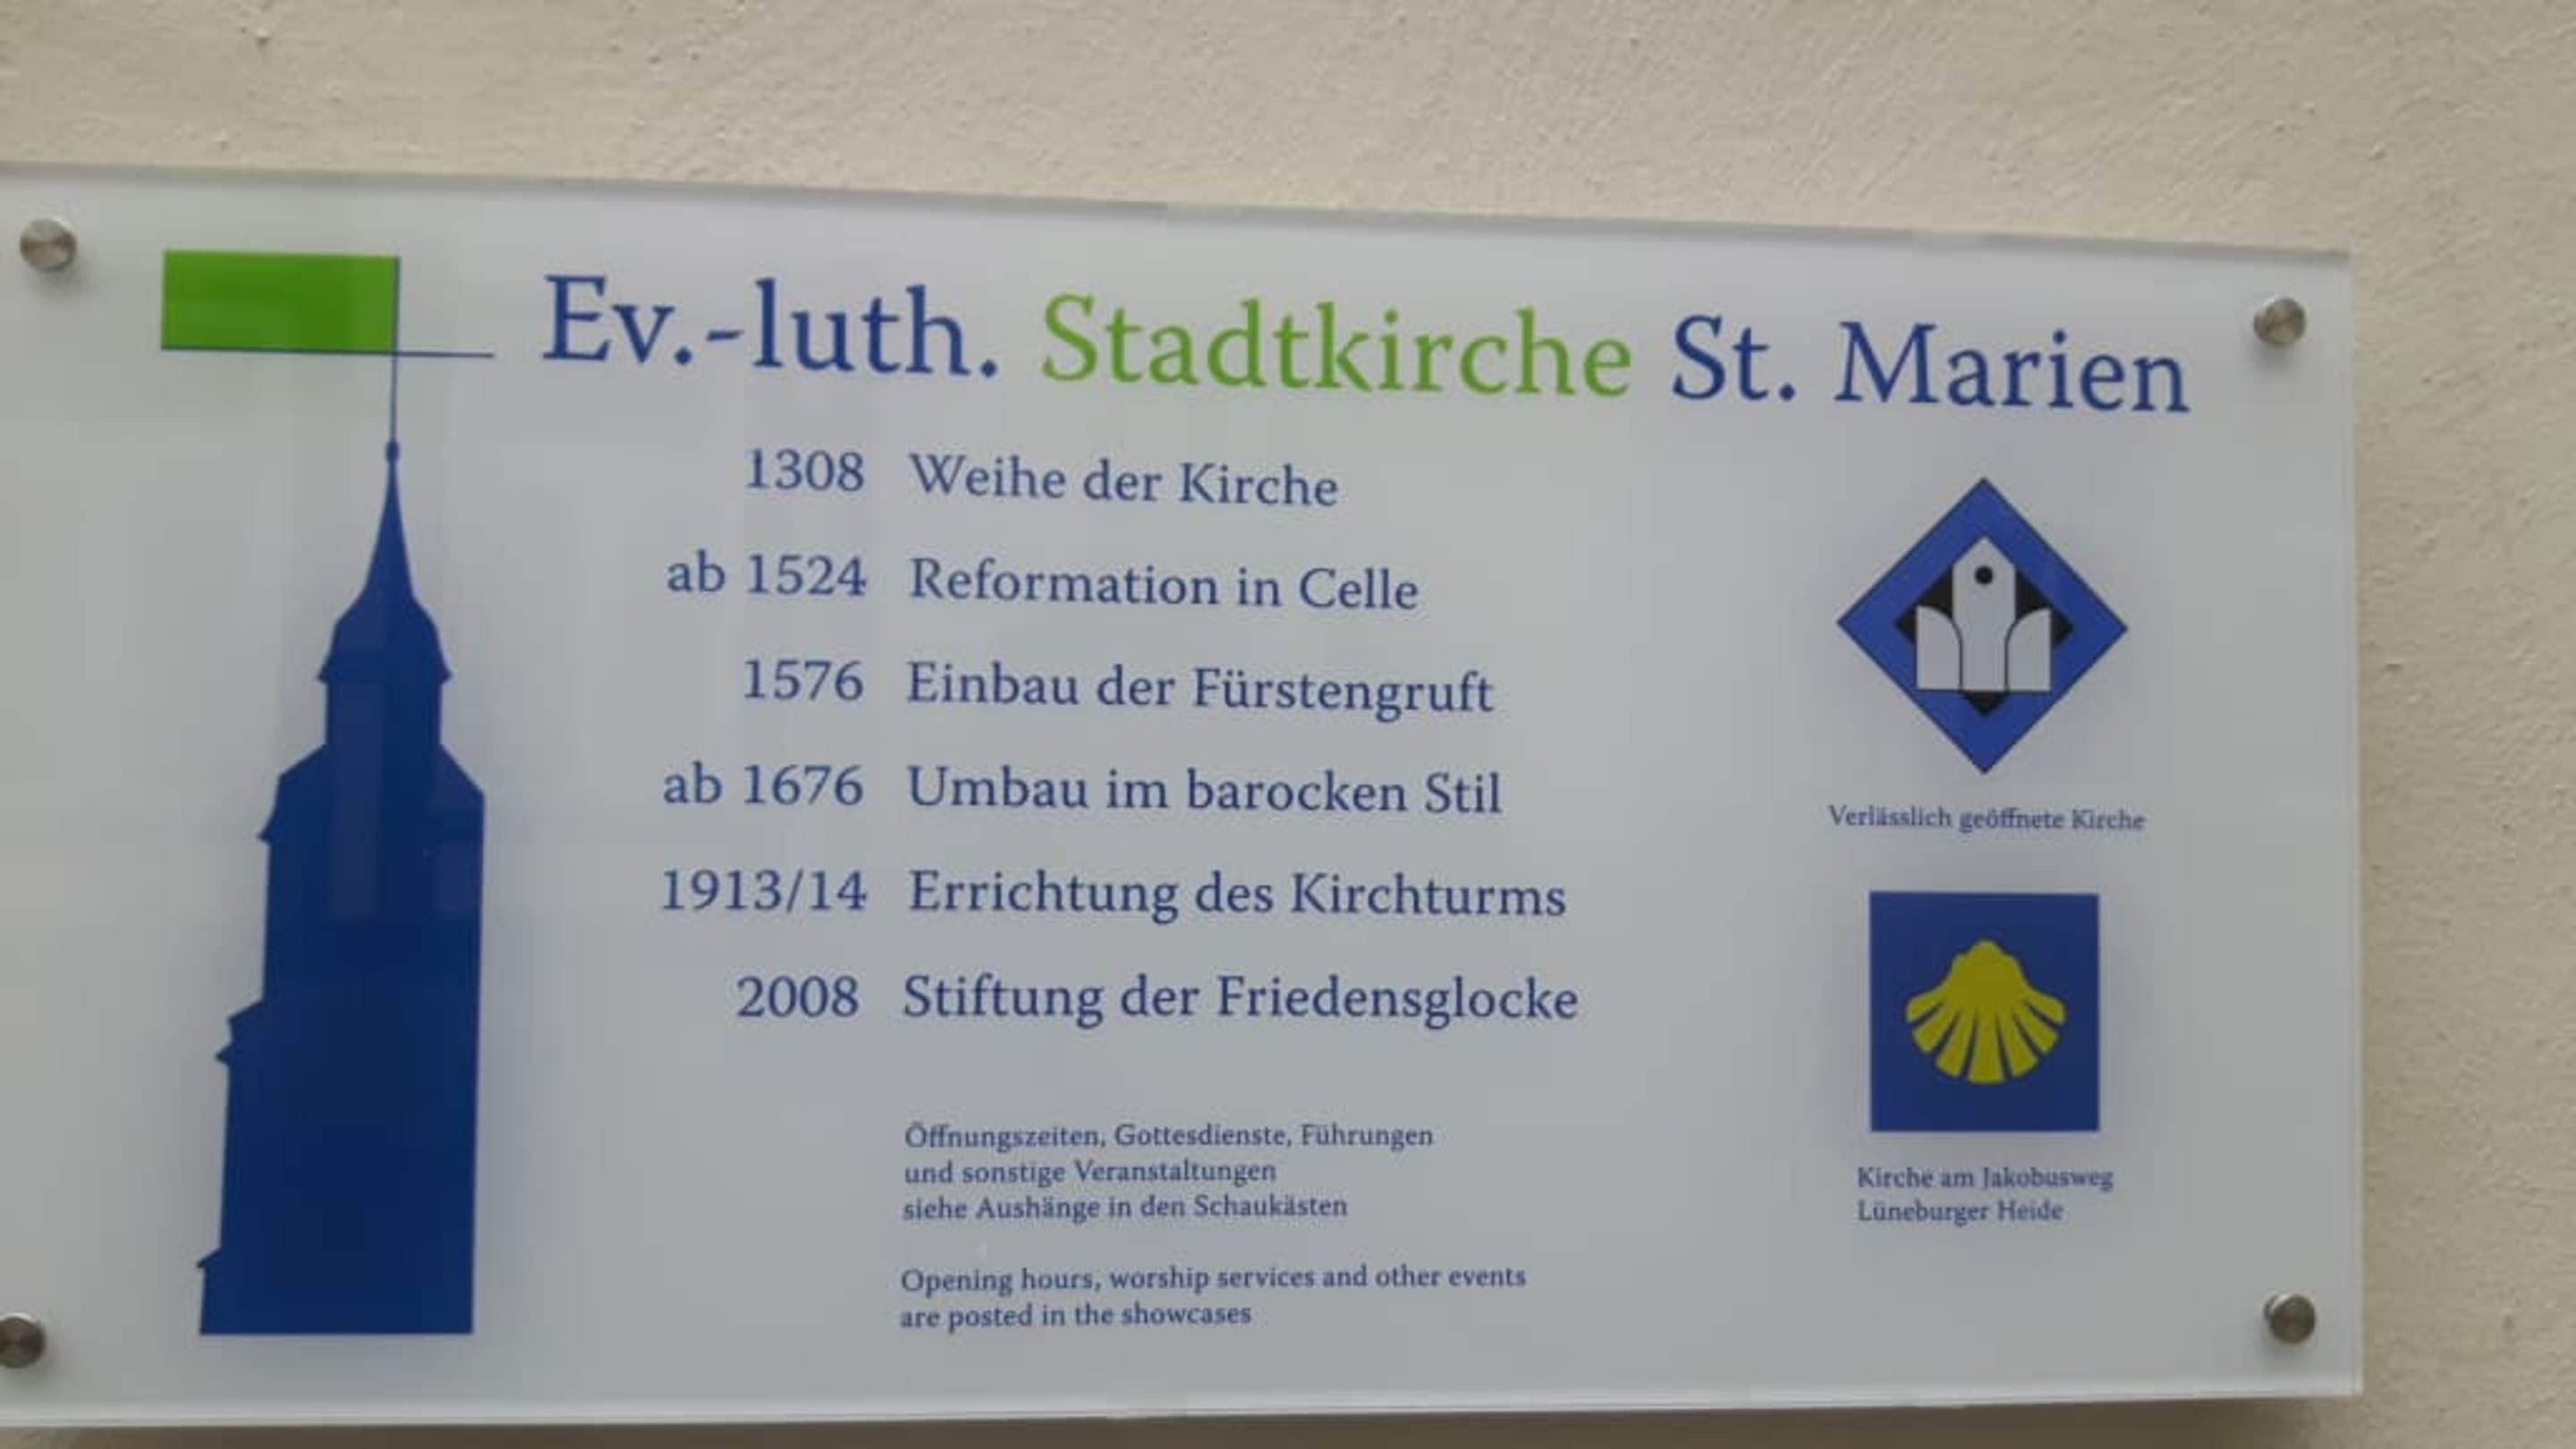 Ev.-luth. Stadtkirche St. Marien
1308 Weihe der Kirche
ab 1524 Reformation in Celle
1576 Einbau der Fürstengruft
ab 1676 Umbau im barocken Stil
1913/14 Errichtung des Kirchturms
2008 Stiftung der Friedensglocke
Öffnungszeiten, Gottesdienste, Führungen
und sonstige Veranstaltungen
siehe Aushänge in den Schaukästen
Opening hours, worship services and other events
are posted in the showcases
Verlässlich geöffnete Kirche
Kirche am Jakobusweg
Lüneburger Heide